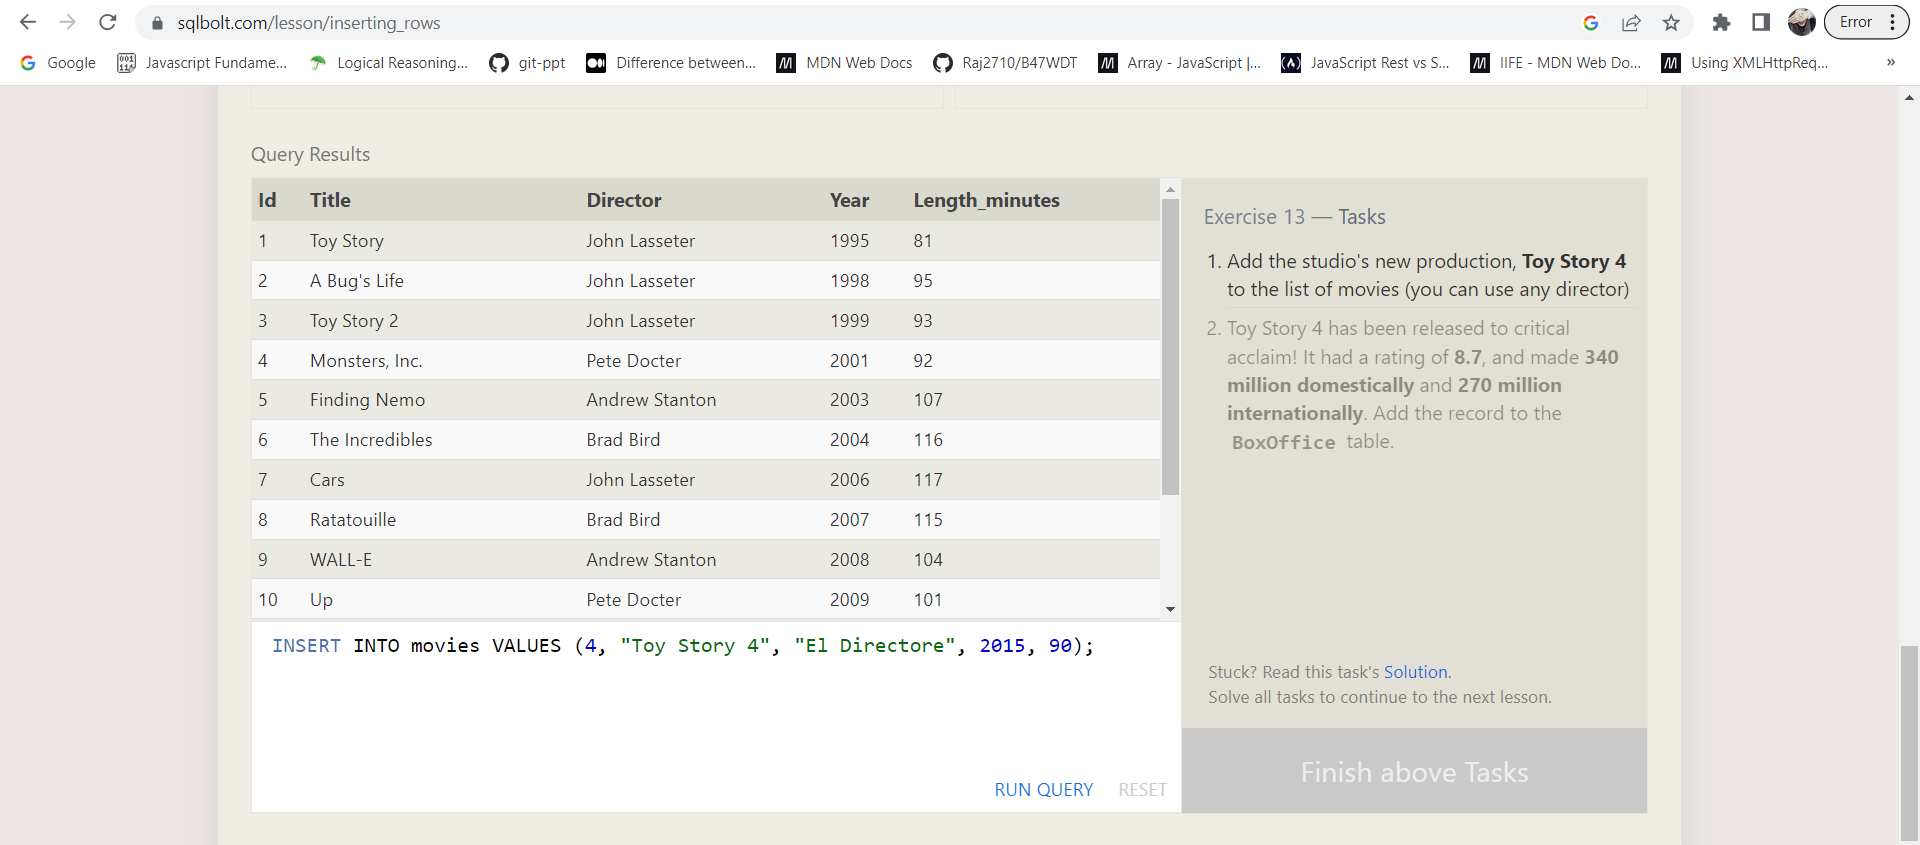 sqlbolt.com/lesson/inserting_rows
Error
Google
Javascript Fundame...
Logical Reasoning...
git-ppt
Difference between...
MDN Web Docs
Raj2710/B47WDT
Array - JavaScript |...
JavaScript Rest vs S...
IIFE - MDN Web Do...
Using XMLHttpReq...
»
Query Results
Id Title Director Year Length_minutes
1 Toy Story John Lasseter 1995 81
2 A Bug's Life John Lasseter 1998 95
3 Toy Story 2 John Lasseter 1999 93
4 Monsters, Inc. Pete Docter 2001 92
5 Finding Nemo Andrew Stanton 2003 107
6 The Incredibles Brad Bird 2004 116
7 Cars John Lasseter 2006 117
8 Ratatouille Brad Bird 2007 115
9 WALL-E Andrew Stanton 2008 104
10 Up Pete Docter 2009 101
INSERT INTO movies VALUES (4, "Toy Story 4", "El Directore", 2015, 90);
RUN QUERY RESET
Exercise 13 — Tasks
1. Add the studio's new production, Toy Story 4
to the list of movies (you can use any director)
2. Toy Story 4 has been released to critical
acclaim! It had a rating of 8.7, and made 340
million domestically and 270 million
internationally. Add the record to the
BoxOffice table.
Stuck? Read this task's Solution.
Solve all tasks to continue to the next lesson.
Finish above Tasks